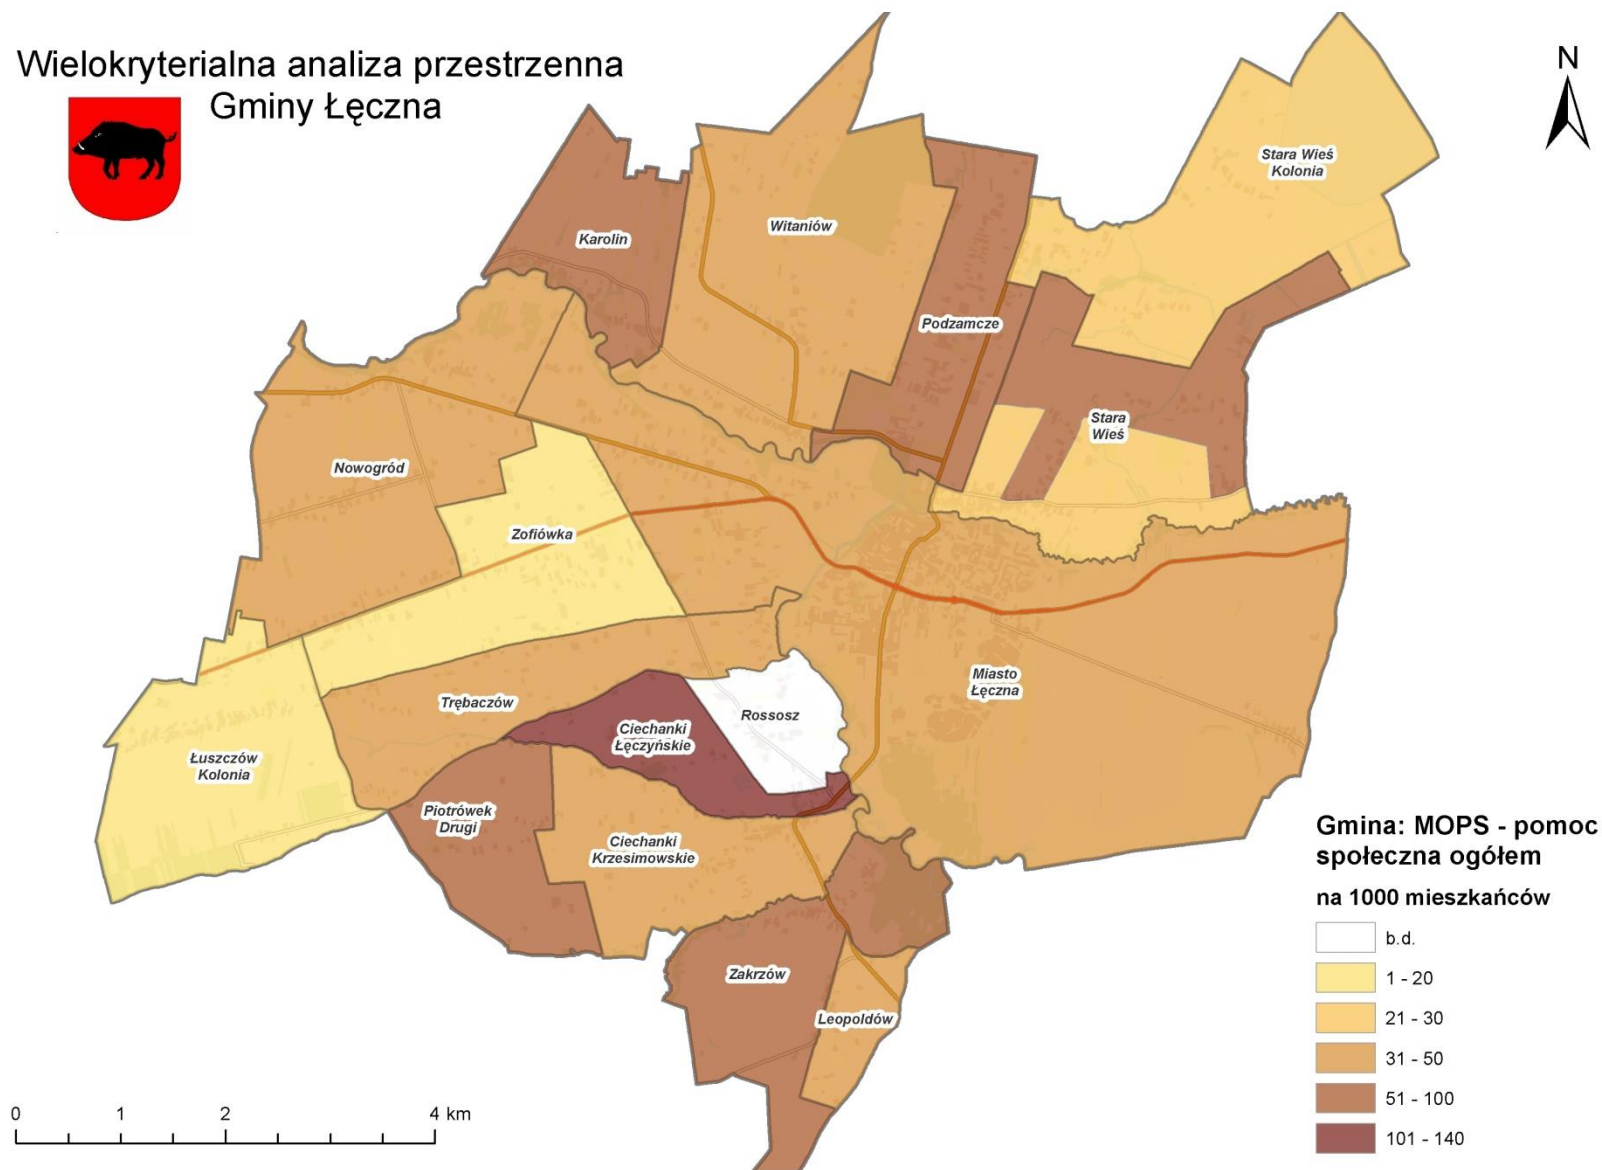 Wielokryterialna analiza przestrzenna
Gminy Łęczna
N
Stara Wieś
Kolonia
Witaniów
Karolin
Podzamcze
Stara
Wieś
Nowogród
Zofiówka
Miasto
Łęczna
Trębaczów
Rossosz
Ciechanki
Łęczyńskie
Łuszczów
Kolonia
Piotrówek
Drugi
Ciechanki
Krzesimowskie
Zakrzów
Leopoldów
Gmina: MOPS - pomoc
społeczna ogółem
na 1000 mieszkańców
b.d.
1 - 20
21 - 30
31 - 50
51 - 100
101 - 140
0 1 2 4 km